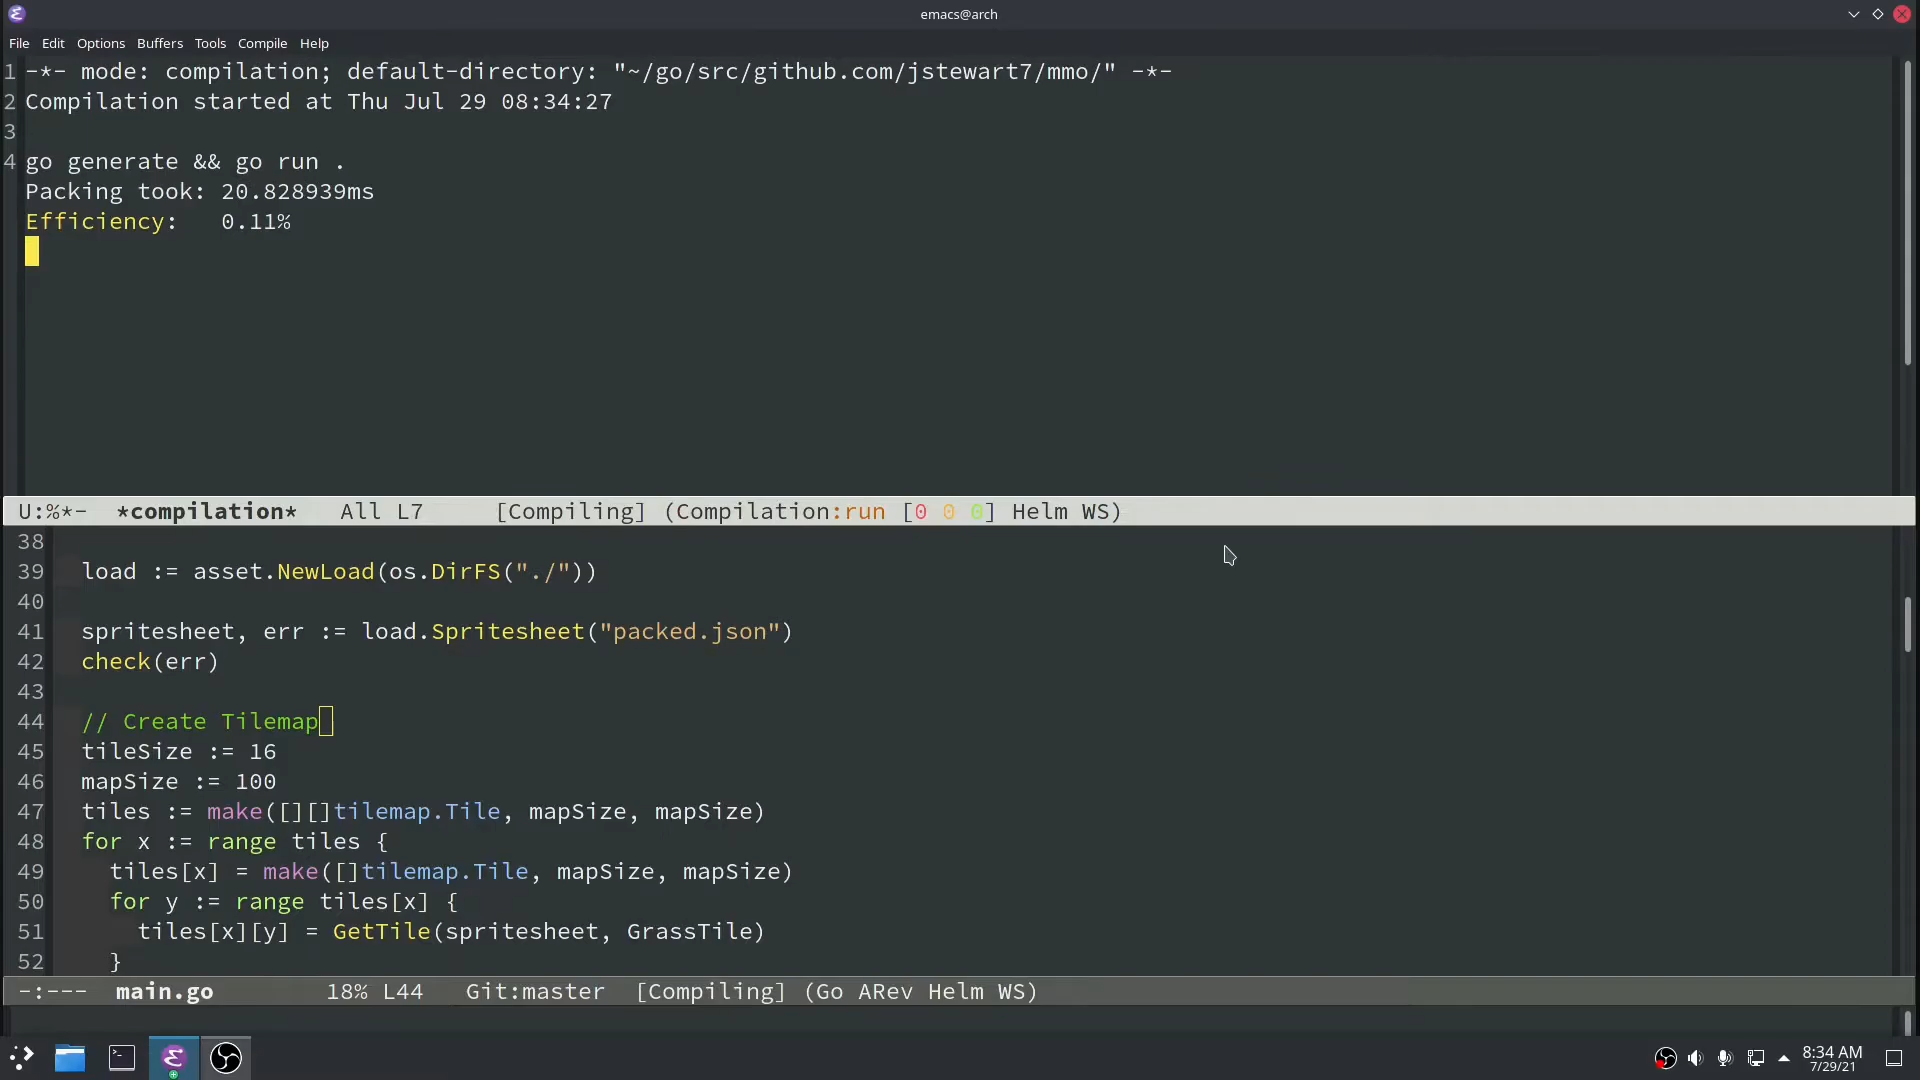 emacs@arch
File Edit Options Buffers Tools Compile Help
1 -*- mode: compilation; default-directory: "~/go/src/github.com/jstewart7/mmo/" -*-
2 Compilation started at Thu Jul 29 08:34:27
3
4 go generate && go run .
Packing took: 20.828939ms
Efficiency:   0.11%
U:%*-  *compilation*   All L7     [Compiling] (Compilation:run [0 0 0] Helm WS)
38
39   load := asset.NewLoad(os.DirFS("./"))
40
41   spritesheet, err := load.Spritesheet("packed.json")
42   check(err)
43
44   // Create Tilemap
45   tileSize := 16
46   mapSize := 100
47   tiles := make([][]tilemap.Tile, mapSize, mapSize)
48   for x := range tiles {
49     tiles[x] = make([]tilemap.Tile, mapSize, mapSize)
50     for y := range tiles[x] {
51       tiles[x][y] = GetTile(spritesheet, GrassTile)
52     }
-:---  main.go        18% L44   Git:master  [Compiling] (Go ARev Helm WS)
8:34 AM
7/29/21